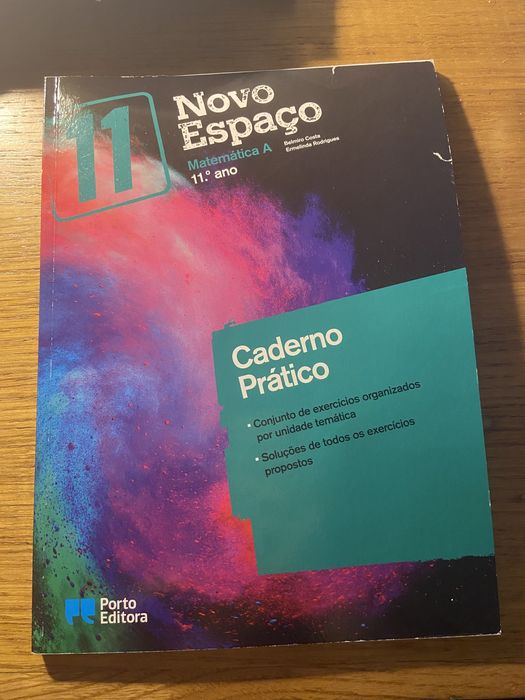 11
Novo
Espaço
Matemática A
11.º ano
Belmiro Costa
Ermelinda Rodrigues
Caderno
Prático
• Conjunto de exercícios organizados
por unidade temática
• Soluções de todos os exercícios
propostos
Porto
Editora